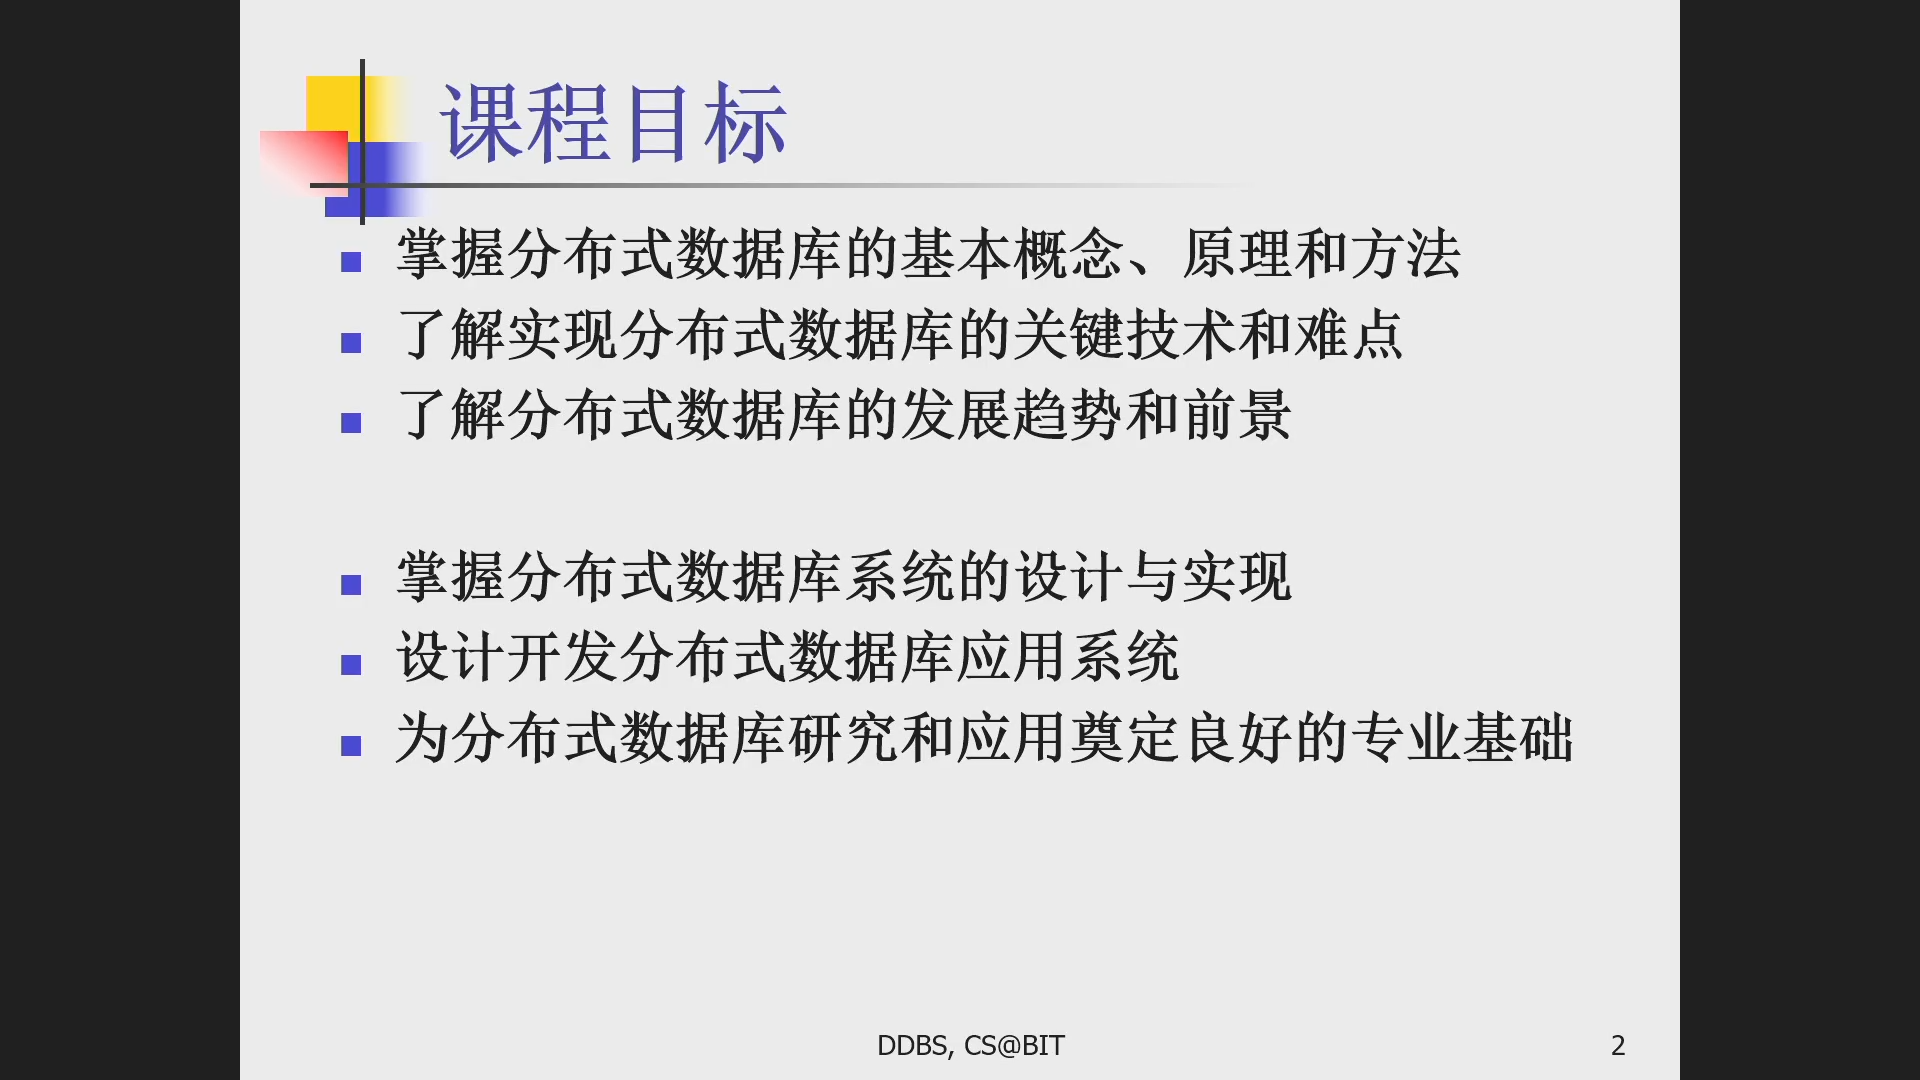 课程目标
掌握分布式数据库的基本概念、原理和方法
了解实现分布式数据库的关键技术和难点
了解分布式数据库的发展趋势和前景
掌握分布式数据库系统的设计与实现
设计开发分布式数据库应用系统
为分布式数据库研究和应用奠定良好的专业基础
DDBS, CS@BIT
2